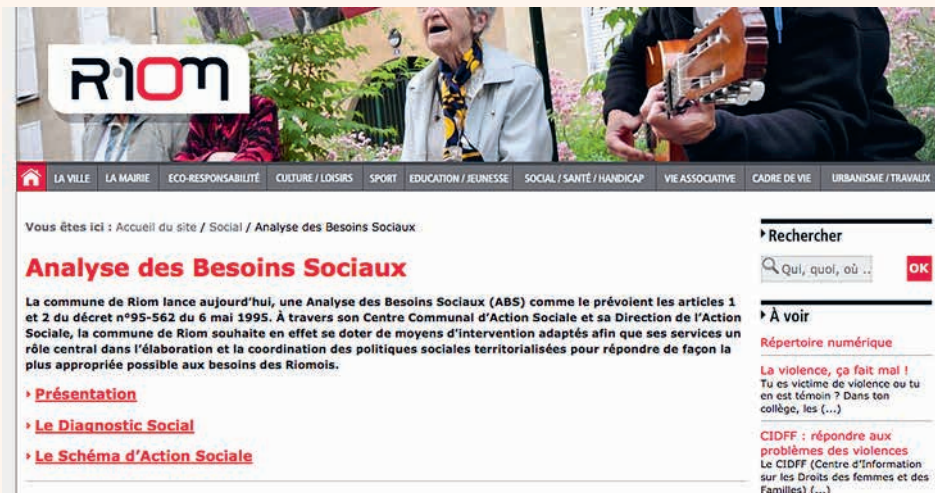 RIOM
LA VILLE LA MAIRIE ECO-RESPONSABILITÉ CULTURE / LOISIRS SPORT EDUCATION / JEUNESSE SOCIAL / SANTÉ / HANDICAP VIE ASSOCIATIVE CADRE DE VIE URBANISME / TRAVAUX
Vous êtes ici : Accueil du site / Social / Analyse des Besoins Sociaux
Analyse des Besoins Sociaux
La commune de Riom lance aujourd'hui, une Analyse des Besoins Sociaux (ABS) comme le prévoient les articles 1
et 2 du décret n°95-562 du 6 mai 1995. À travers son Centre Communal d'Action Sociale et sa Direction de l'Action
Sociale, la commune de Riom souhaite en effet se doter de moyens d'intervention adaptés afin que ses services un
rôle central dans l'élaboration et la coordination des politiques sociales territorialisées pour répondre de façon la
plus appropriée possible aux besoins des Riomois.
Présentation
Le Diagnostic Social
Le Schéma d'Action Sociale
Rechercher
Qui, quoi, où ..
OK
À voir
Répertoire numérique
La violence, ça fait mal !
Tu es victime de violence ou tu
en est témoin ? Dans ton
collège, les (...)
CIDFF : répondre aux
problèmes des violences
Le CIDFF (Centre d'Information
sur les Droits des femmes et des
Familles) (...)